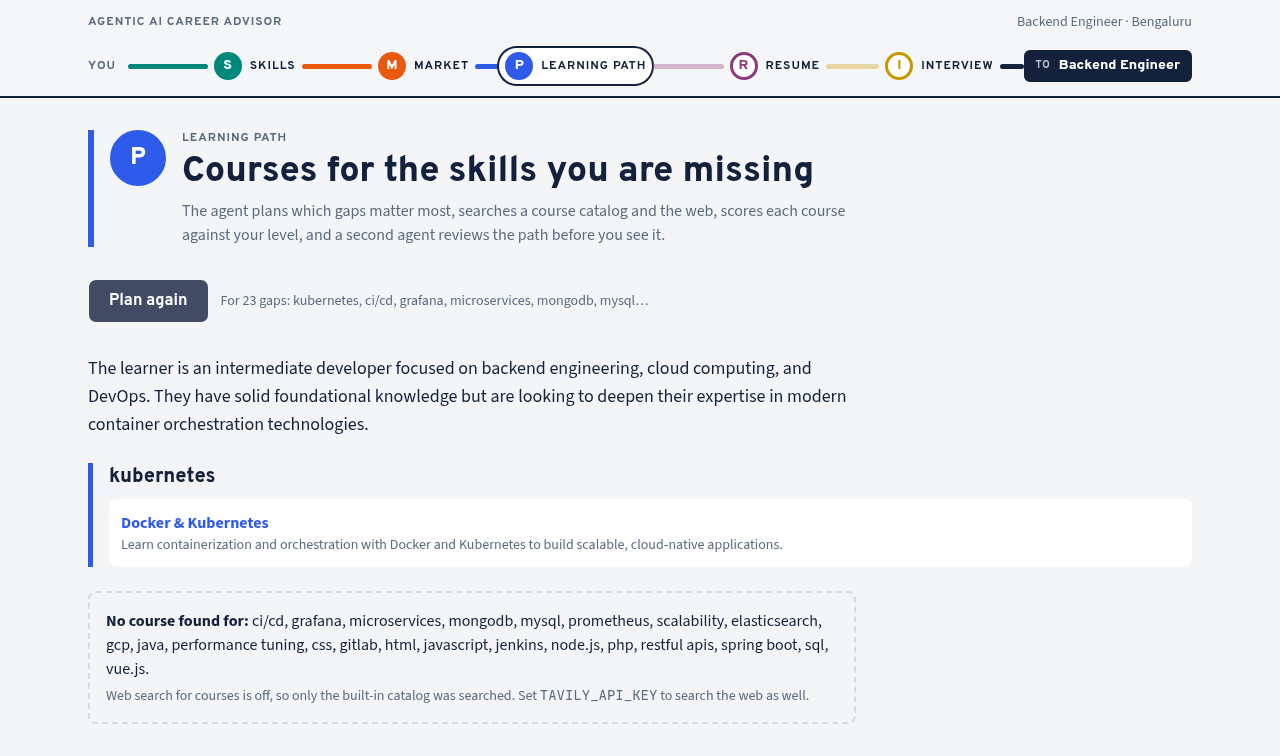 AGENTIC AI CAREER ADVISOR
Backend Engineer · Bengaluru
YOU
S SKILLS
M MARKET
P LEARNING PATH
R RESUME
I INTERVIEW
TO Backend Engineer
P
LEARNING PATH
Courses for the skills you are missing
The agent plans which gaps matter most, searches a course catalog and the web, scores each course
against your level, and a second agent reviews the path before you see it.
Plan again
For 23 gaps: kubernetes, ci/cd, grafana, microservices, mongodb, mysql…
The learner is an intermediate developer focused on backend engineering, cloud computing, and
DevOps. They have solid foundational knowledge but are looking to deepen their expertise in modern
container orchestration technologies.
kubernetes
Docker & Kubernetes
Learn containerization and orchestration with Docker and Kubernetes to build scalable, cloud-native applications.
No course found for: ci/cd, grafana, microservices, mongodb, mysql, prometheus, scalability, elasticsearch,
gcp, java, performance tuning, css, gitlab, html, javascript, jenkins, node.js, php, restful apis, spring boot, sql,
vue.js.
Web search for courses is off, so only the built-in catalog was searched. Set TAVILY_API_KEY to search the web as well.